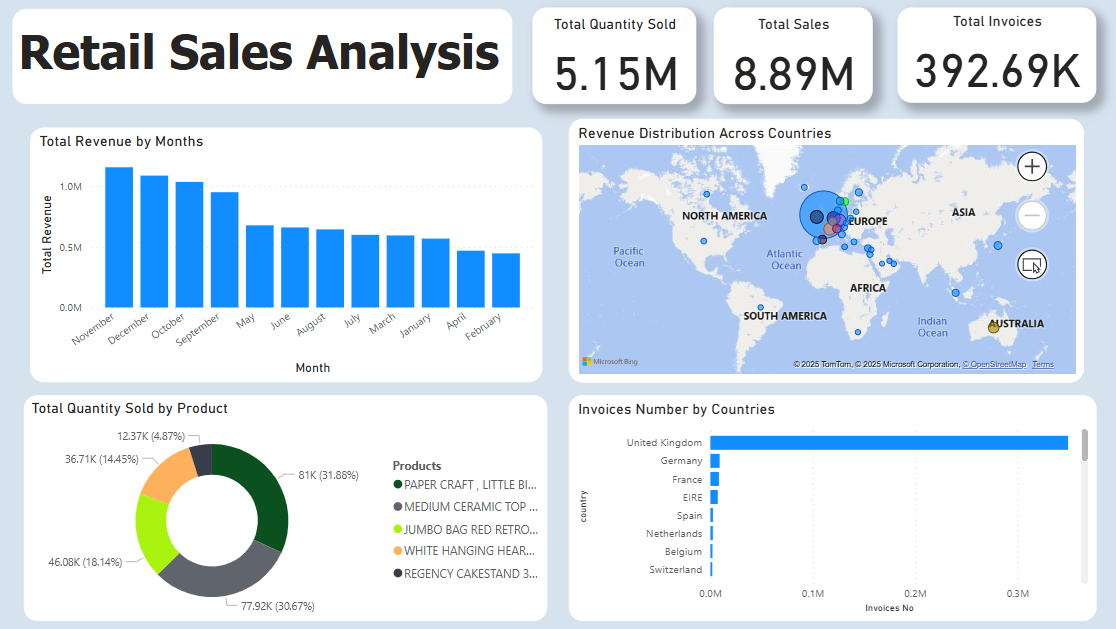 Retail Sales Analysis
Total Quantity Sold
5.15M
Total Sales
8.89M
Total Invoices
392.69K
Total Revenue by Months
Total Revenue
1.0M
0.5M
0.0M
November
December
October
September
May
June
August
July
March
January
April
February
Month
Revenue Distribution Across Countries
NORTH AMERICA
EUROPE
ASIA
Pacific
Ocean
Atlantic
Ocean
AFRICA
SOUTH AMERICA
Indian
Ocean
AUSTRALIA
Microsoft Bing
© 2025 TomTom, © 2025 Microsoft Corporation, © OpenStreetMap Terms
Total Quantity Sold by Product
12.37K (4.87%)
36.71K (14.45%)
81K (31.88%)
46.08K (18.14%)
77.92K (30.67%)
Products
PAPER CRAFT , LITTLE BI...
MEDIUM CERAMIC TOP ...
JUMBO BAG RED RETRO...
WHITE HANGING HEAR...
REGENCY CAKESTAND 3...
Invoices Number by Countries
country
United Kingdom
Germany
France
EIRE
Spain
Netherlands
Belgium
Switzerland
0.0M
0.1M
0.2M
0.3M
Invoices No